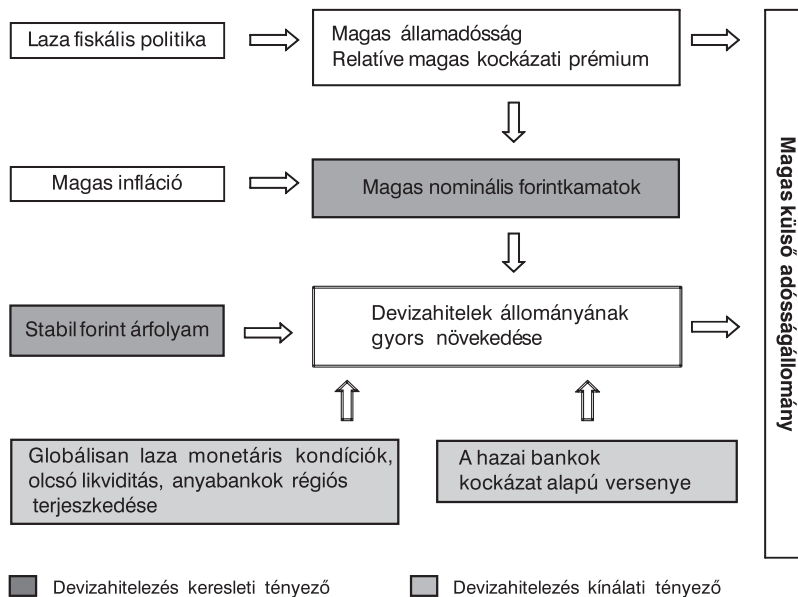 Laza fiskális politika
Magas államadósság
Relatíve magas kockázati prémium
Magas infláció
Magas nominális forintkamatok
Stabil forint árfolyam
Devizahitelek állományának
gyors növekedése
Globálisan laza monetáris kondíciók,
olcsó likviditás, anyabankok régiós
terjeszkedése
A hazai bankok
kockázat alapú versenye
Magas külső adósságállomány
Devizahitelezés keresleti tényező
Devizahitelezés kínálati tényező